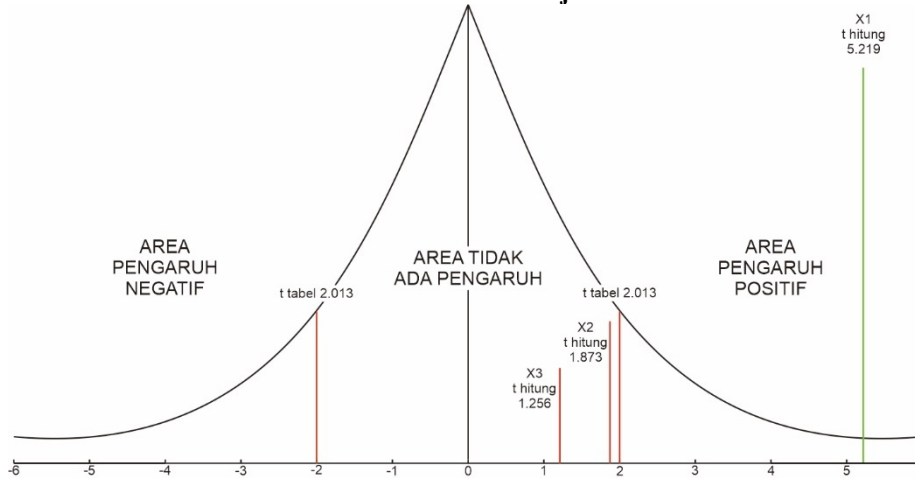 X1
t hitung
5.219
AREA
PENGARUH
NEGATIF
AREA TIDAK
ADA PENGARUH
AREA
PENGARUH
POSITIF
t tabel 2.013
t tabel 2.013
X2
t hitung
1.873
X3
t hitung
1.256
-6 -5 -4 -3 -2 -1 0 1 2 3 4 5